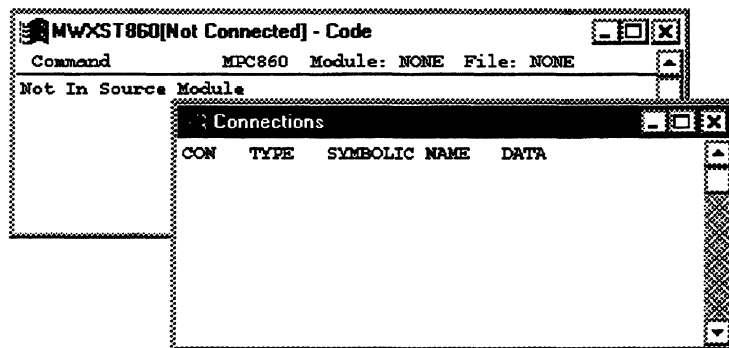 MWXST860[Not Connected] - Code
Command MPC860 Module: NONE File: NONE
Not In Source Module
Connections
CON TYPE SYMBOLIC NAME DATA